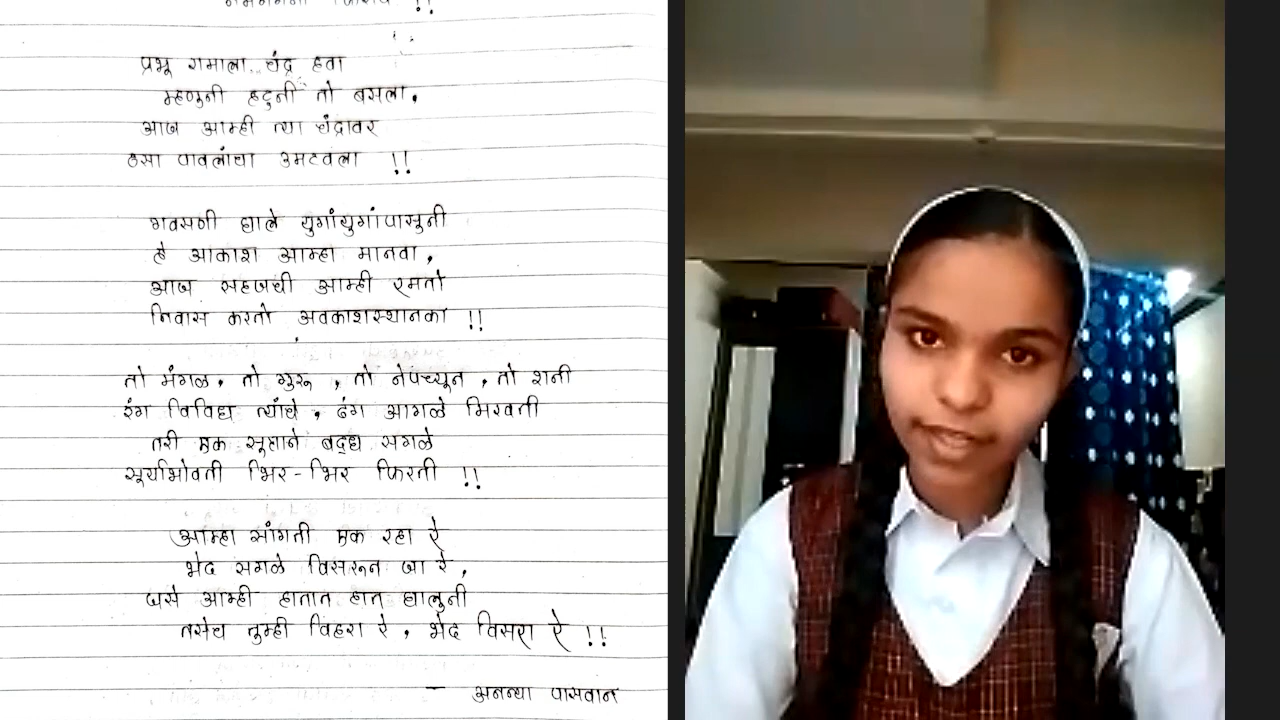 प्रभू रामाला चंद्र हवा
म्हणुनी हटुनी तो बसला,
आज आम्ही त्या चंद्रावर
ठसा पावलांचा उमटवला !!
गवसणी घाले युगांयुगांपासुनी
हे आकाश आम्हा मानवा,
आज सहजची आम्ही रमतो
निवास करतो अवकाशस्थानका !!
तो मंगळ, तो गुरू, तो नेपच्यून, तो शनी
रंग विविध त्यांचे, ढंग आगळे मिरवती
तरी एक सूत्राने बद्ध सगळे
सूर्याभोवती भिर-भिर फिरती !!
आम्हा सांगती एक रहा रे
भेद सगळे विसरून जा रे,
जसे आम्ही हातात हात घालुनी
तसेच तुम्ही विहरा रे, भेद विसरा रे !!
- अनन्या पासवान